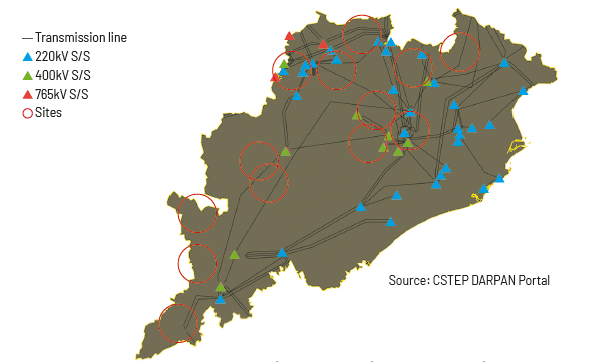 Transmission line
220kV S/S
400kV S/S
765kV S/S
Sites
Source: CSTEP DARPAN Portal